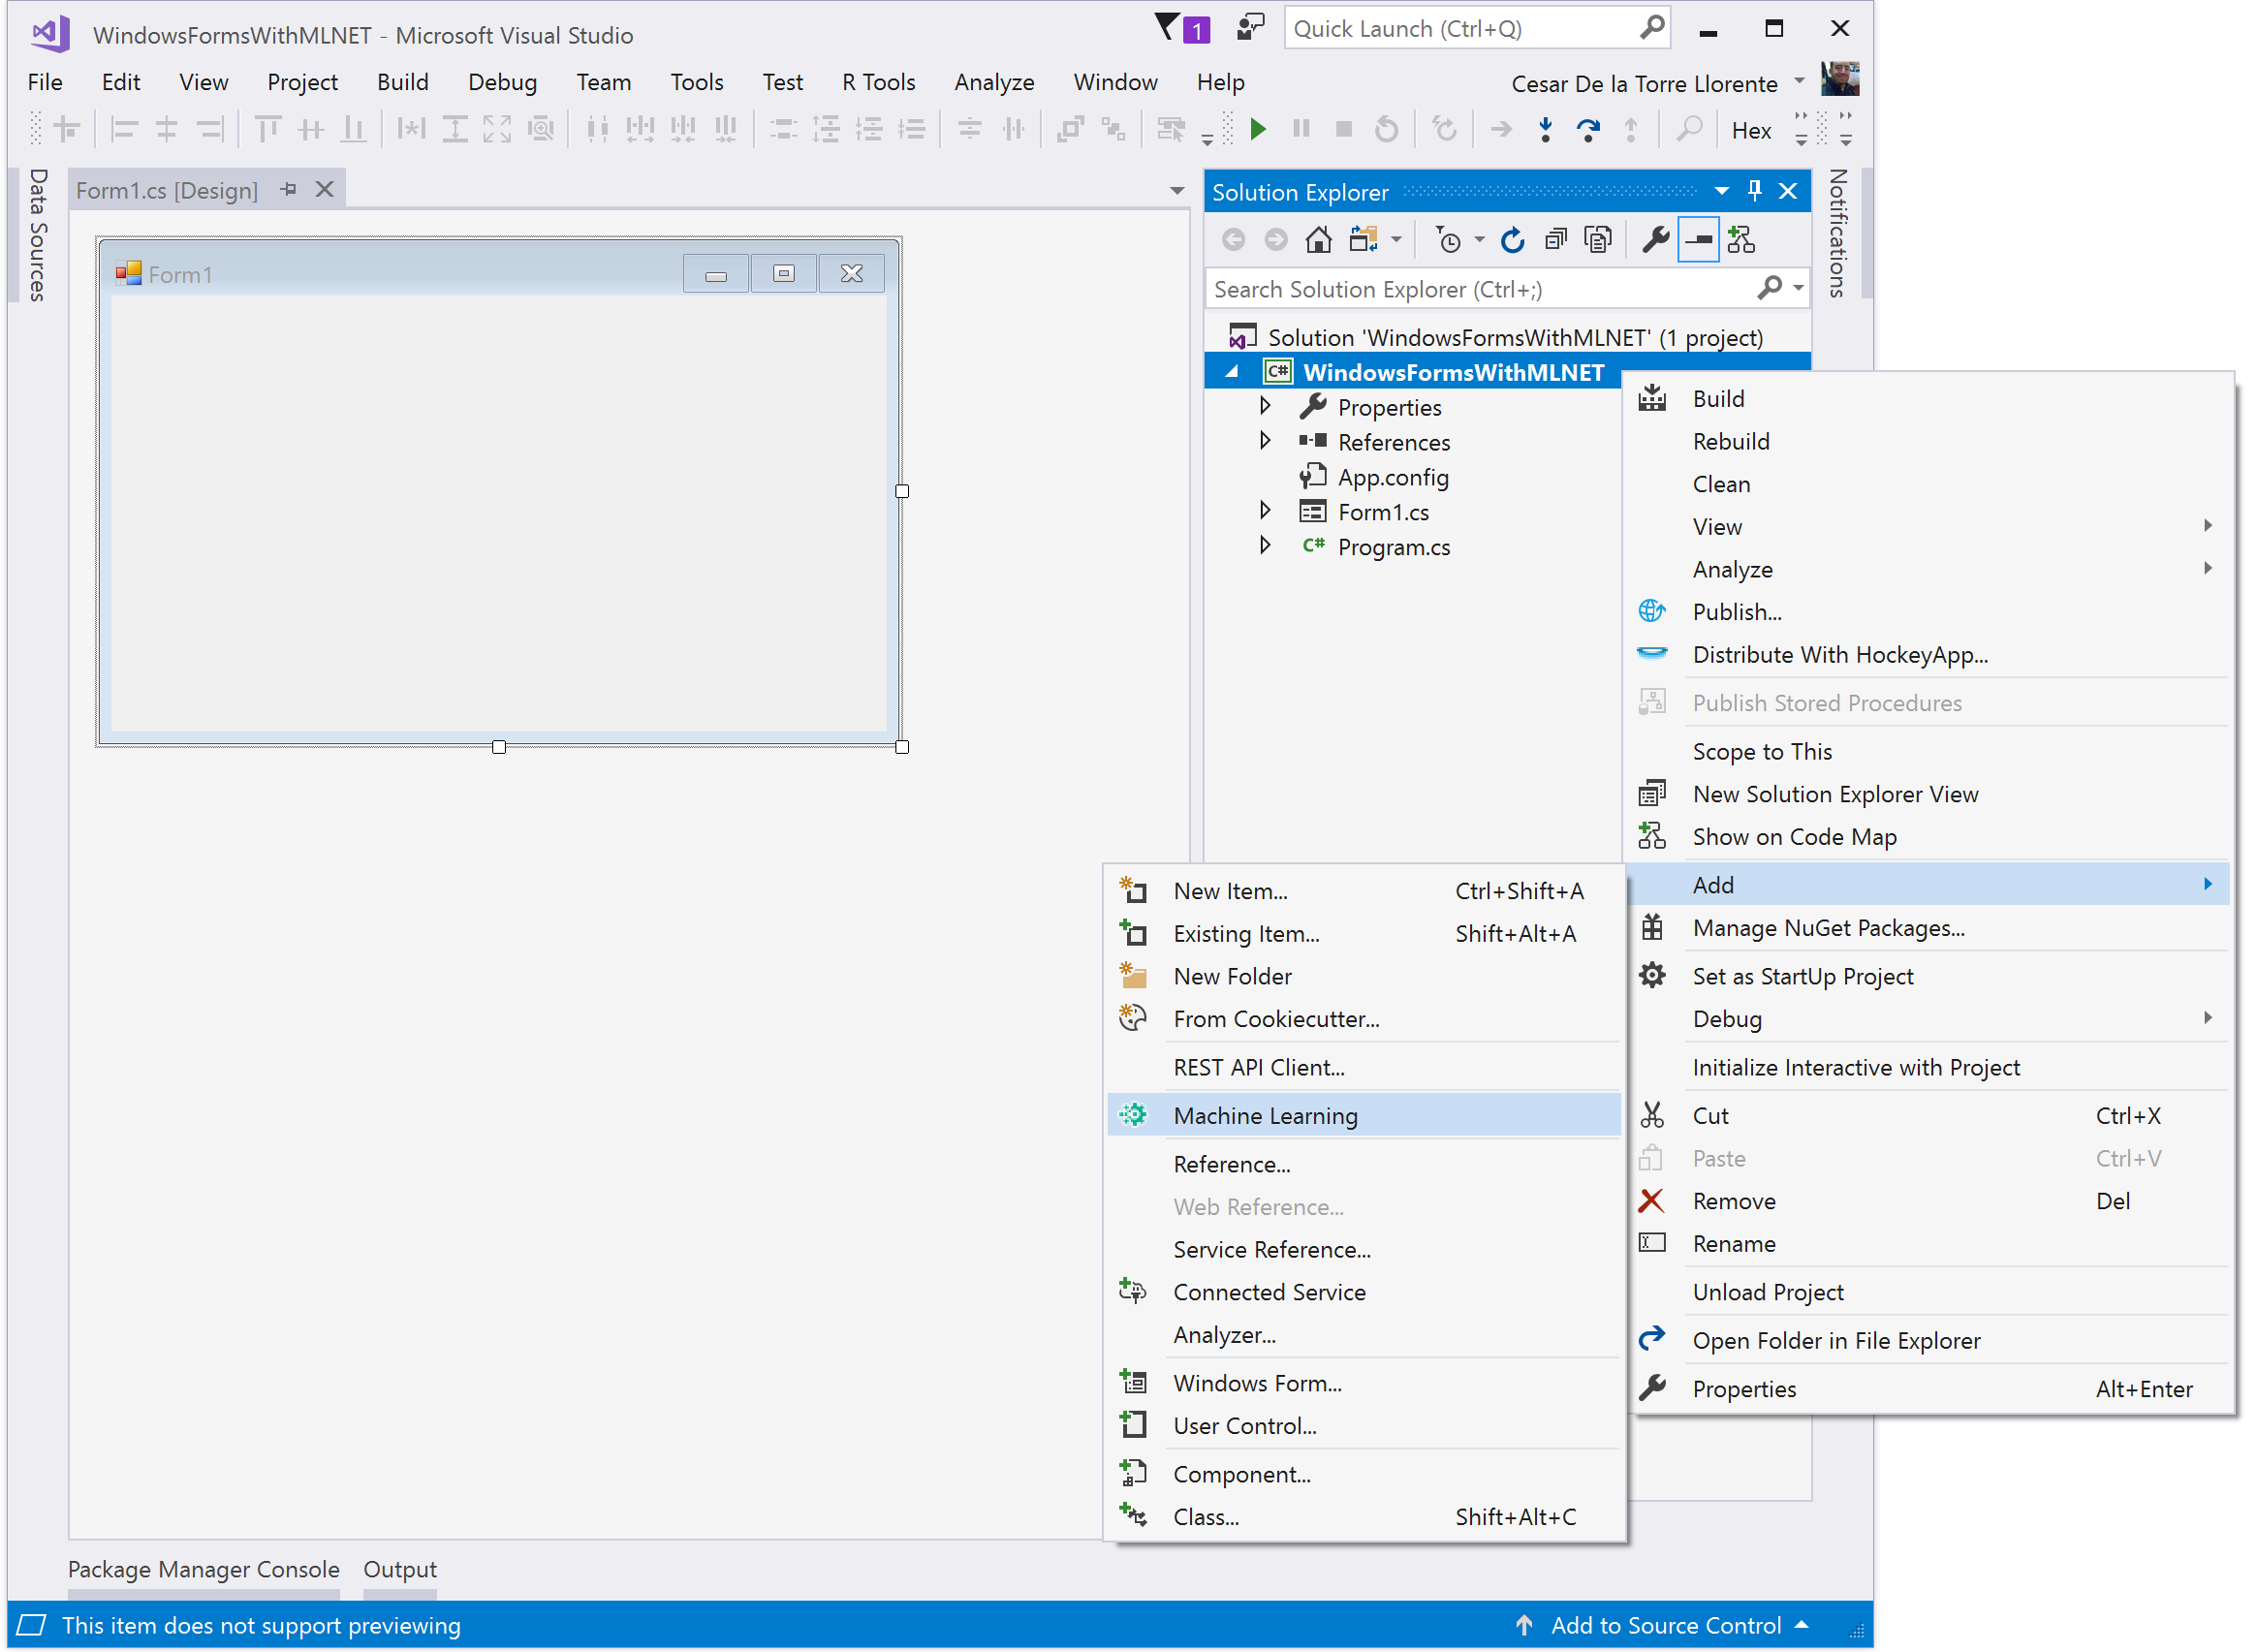 WindowsFormsWithMLNET - Microsoft Visual Studio
1
Quick Launch (Ctrl+Q)
File Edit View Project Build Debug Team Tools Test R Tools Analyze Window Help
Cesar De la Torre Llorente
Hex
Data Sources
Form1.cs [Design]
Form1
Solution Explorer
Notifications
Search Solution Explorer (Ctrl+;)
Solution 'WindowsFormsWithMLNET' (1 project)
C# WindowsFormsWithMLNET
Properties
References
App.config
Form1.cs
C# Program.cs
Build
Rebuild
Clean
View
Analyze
Publish...
Distribute With HockeyApp...
Publish Stored Procedures
Scope to This
New Solution Explorer View
Show on Code Map
Add
Manage NuGet Packages...
Set as StartUp Project
Debug
Initialize Interactive with Project
Cut Ctrl+X
Paste Ctrl+V
Remove Del
Rename
Unload Project
Open Folder in File Explorer
Properties Alt+Enter
New Item... Ctrl+Shift+A
Existing Item... Shift+Alt+A
New Folder
From Cookiecutter...
REST API Client...
Machine Learning
Reference...
Web Reference...
Service Reference...
Connected Service
Analyzer...
Windows Form...
User Control...
Component...
Class... Shift+Alt+C
Package Manager Console Output
This item does not support previewing
Add to Source Control